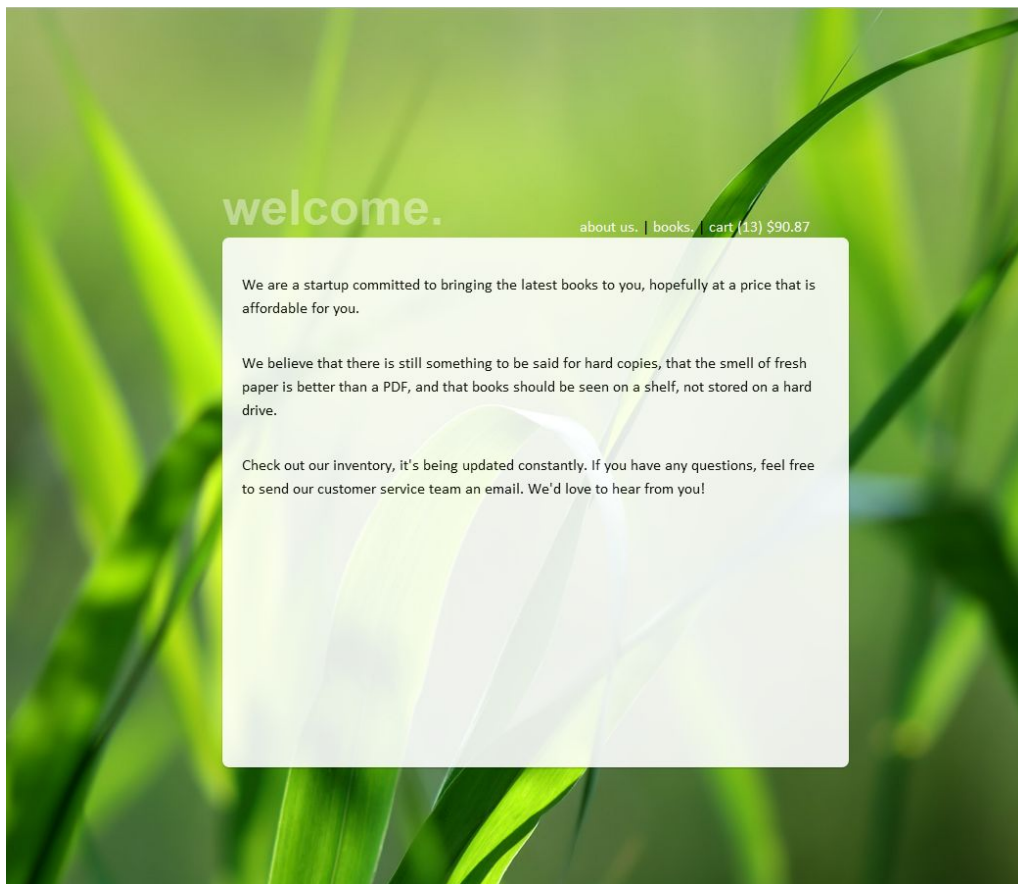 welcome.
about us. | books. | cart (13) $90.87
We are a startup committed to bringing the latest books to you, hopefully at a price that is
affordable for you.
We believe that there is still something to be said for hard copies, that the smell of fresh
paper is better than a PDF, and that books should be seen on a shelf, not stored on a hard
drive.
Check out our inventory, it's being updated constantly. If you have any questions, feel free
to send our customer service team an email. We'd love to hear from you!